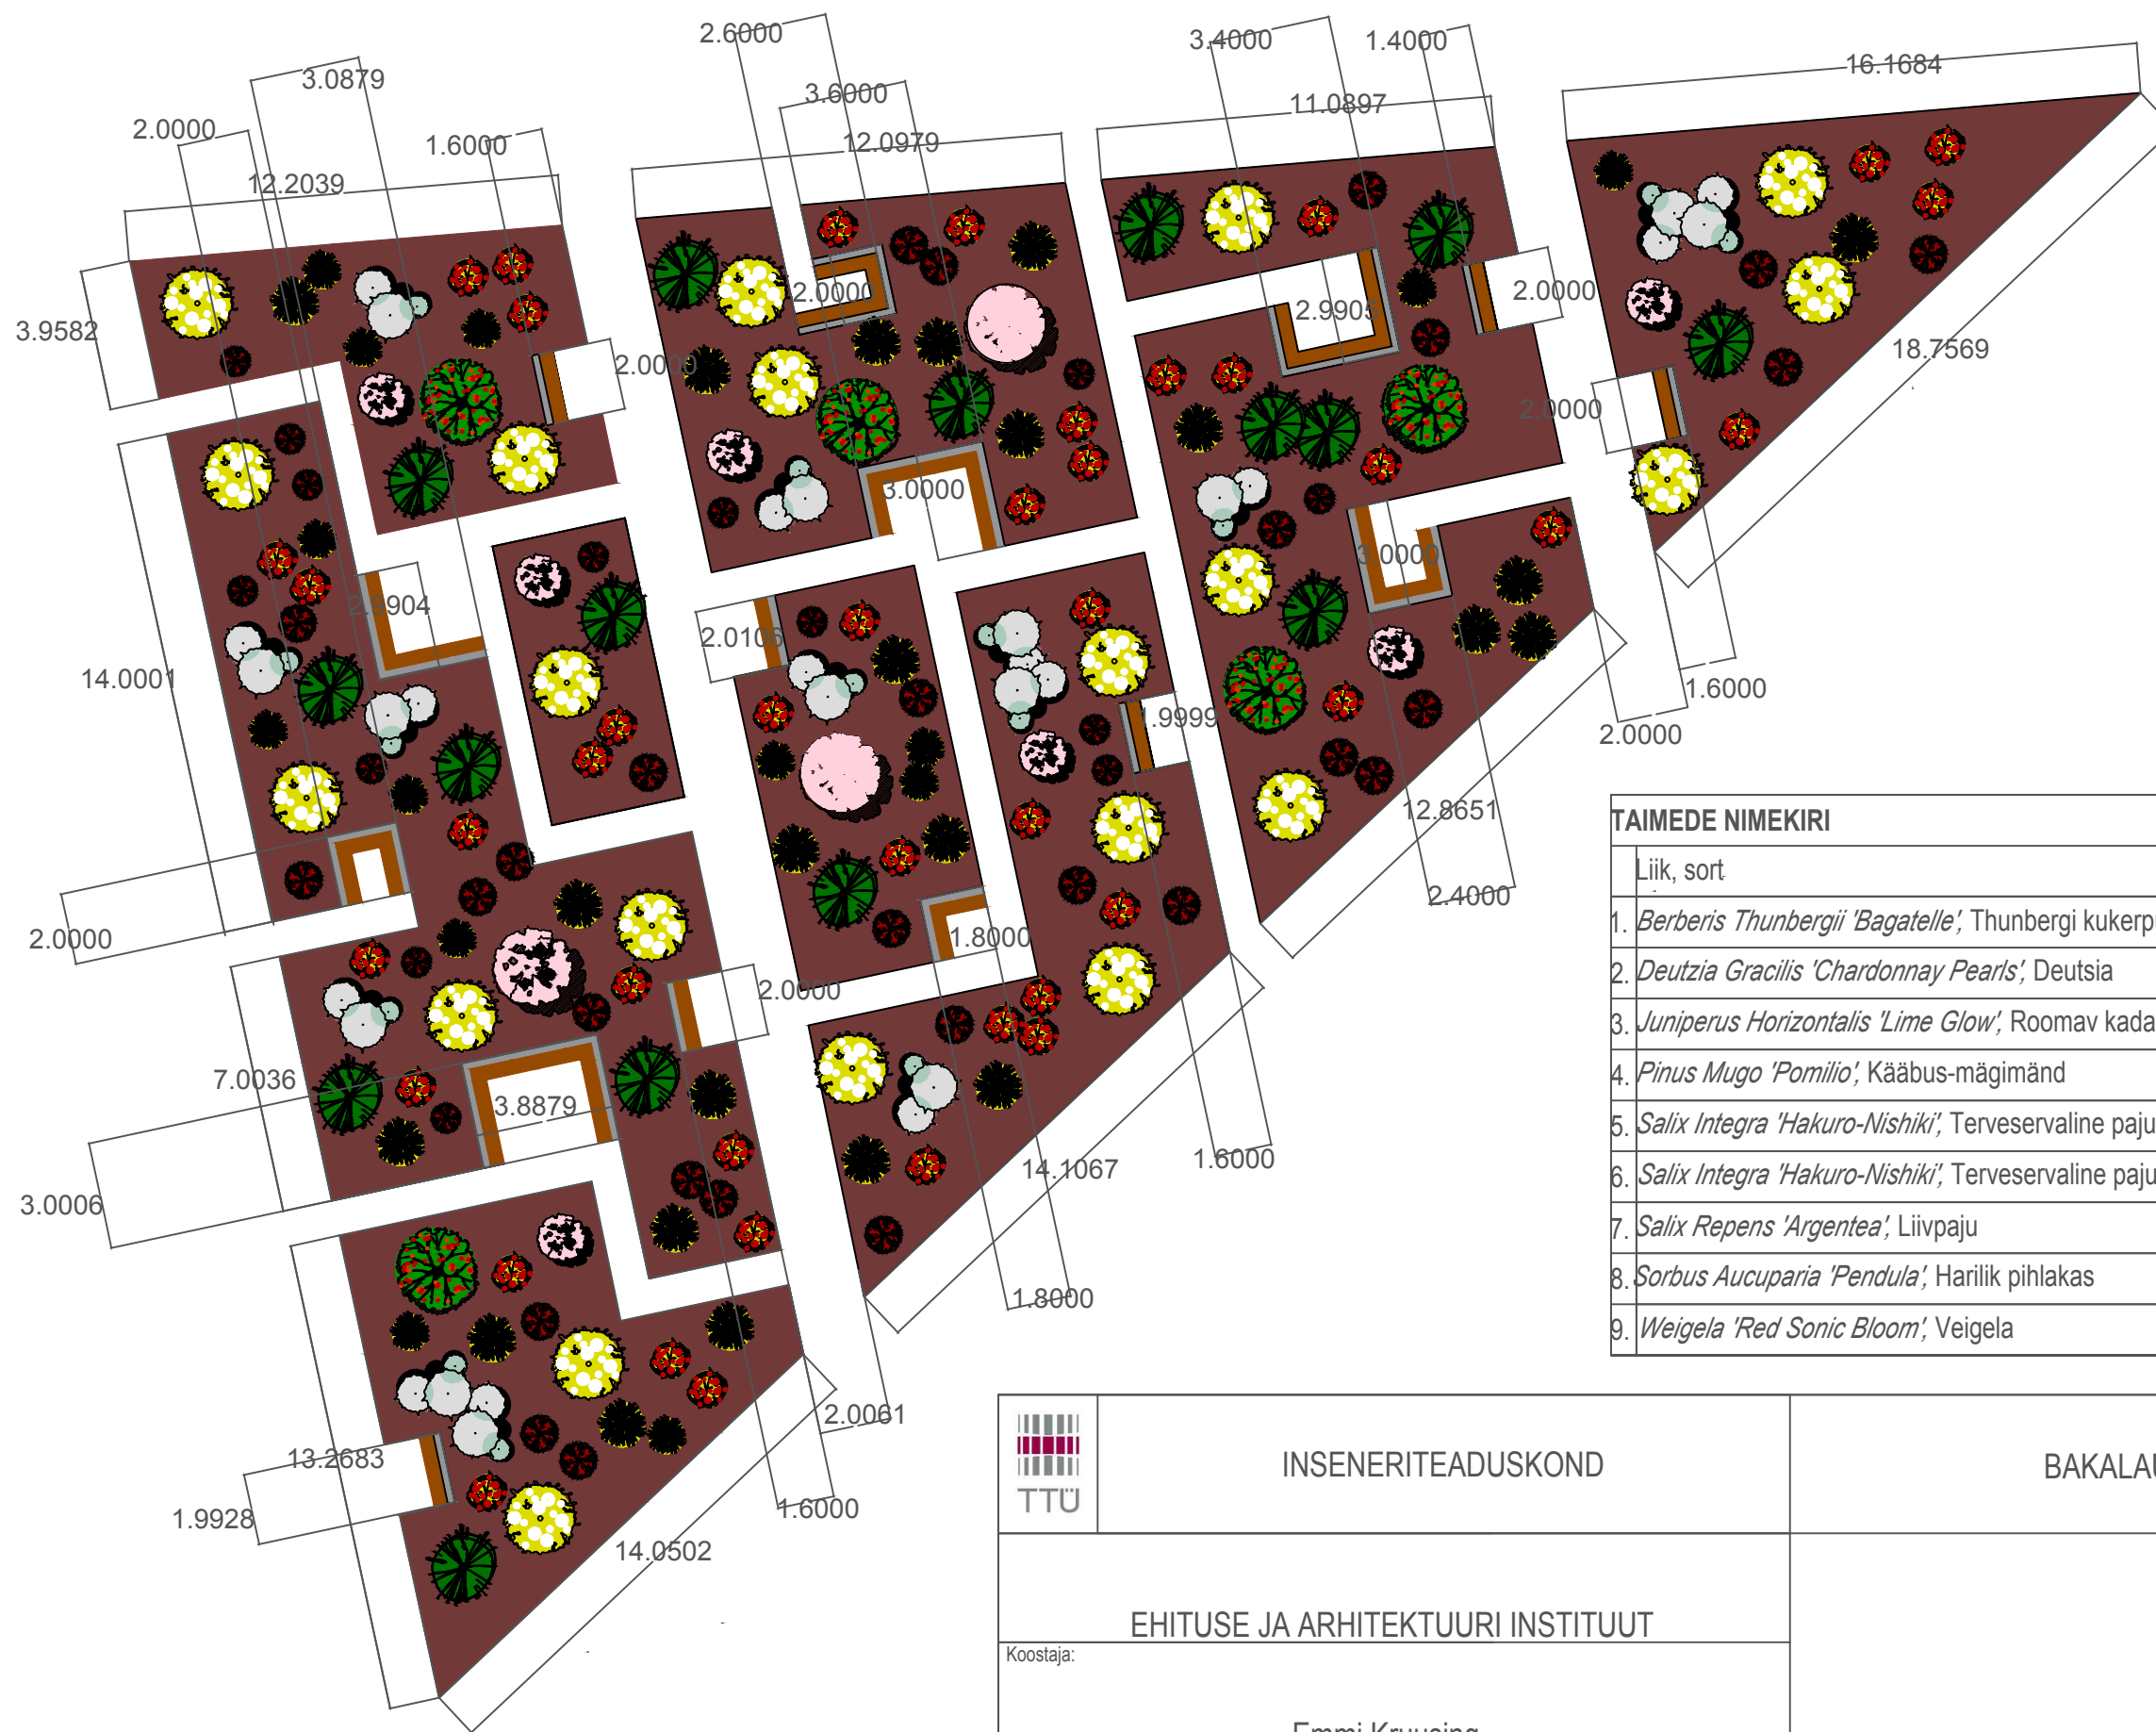 2.6000
3.4000
1.4000
16.1684
3.0879
3.6000
11.0897
2.0000
1.6000
12.0979
12.2039
2.0000
2.9905
2.0000
3.9582
2.0000
18.7569
2.0000
3.0000
3.0000
2.9904
2.0106
14.0001
1.6000
1.9999
2.0000
12.8651
2.4000
2.0000
1.8000
2.0000
7.0036
3.8879
3.0006
14.1067
1.6000
1.8000
2.0061
13.2683
1.6000
1.9928
14.0502
TAIMEDE NIMEKIRI
Liik, sort
1. Berberis Thunbergii 'Bagatelle', Thunbergi kukerp
2. Deutzia Gracilis 'Chardonnay Pearls', Deutsia
3. Juniperus Horizontalis 'Lime Glow', Roomav kada
4. Pinus Mugo 'Pomilio', Kääbus-mägimänd
5. Salix Integra 'Hakuro-Nishiki', Terveservaline paju
6. Salix Integra 'Hakuro-Nishiki', Terveservaline paju
7. Salix Repens 'Argentea', Liivpaju
8. Sorbus Aucuparia 'Pendula', Harilik pihlakas
9. Weigela 'Red Sonic Bloom', Veigela
TTÜ
INSENERITEADUSKOND
BAKALAU
EHITUSE JA ARHITEKTUURI INSTITUUT
Koostaja:
Emmi Kruusing